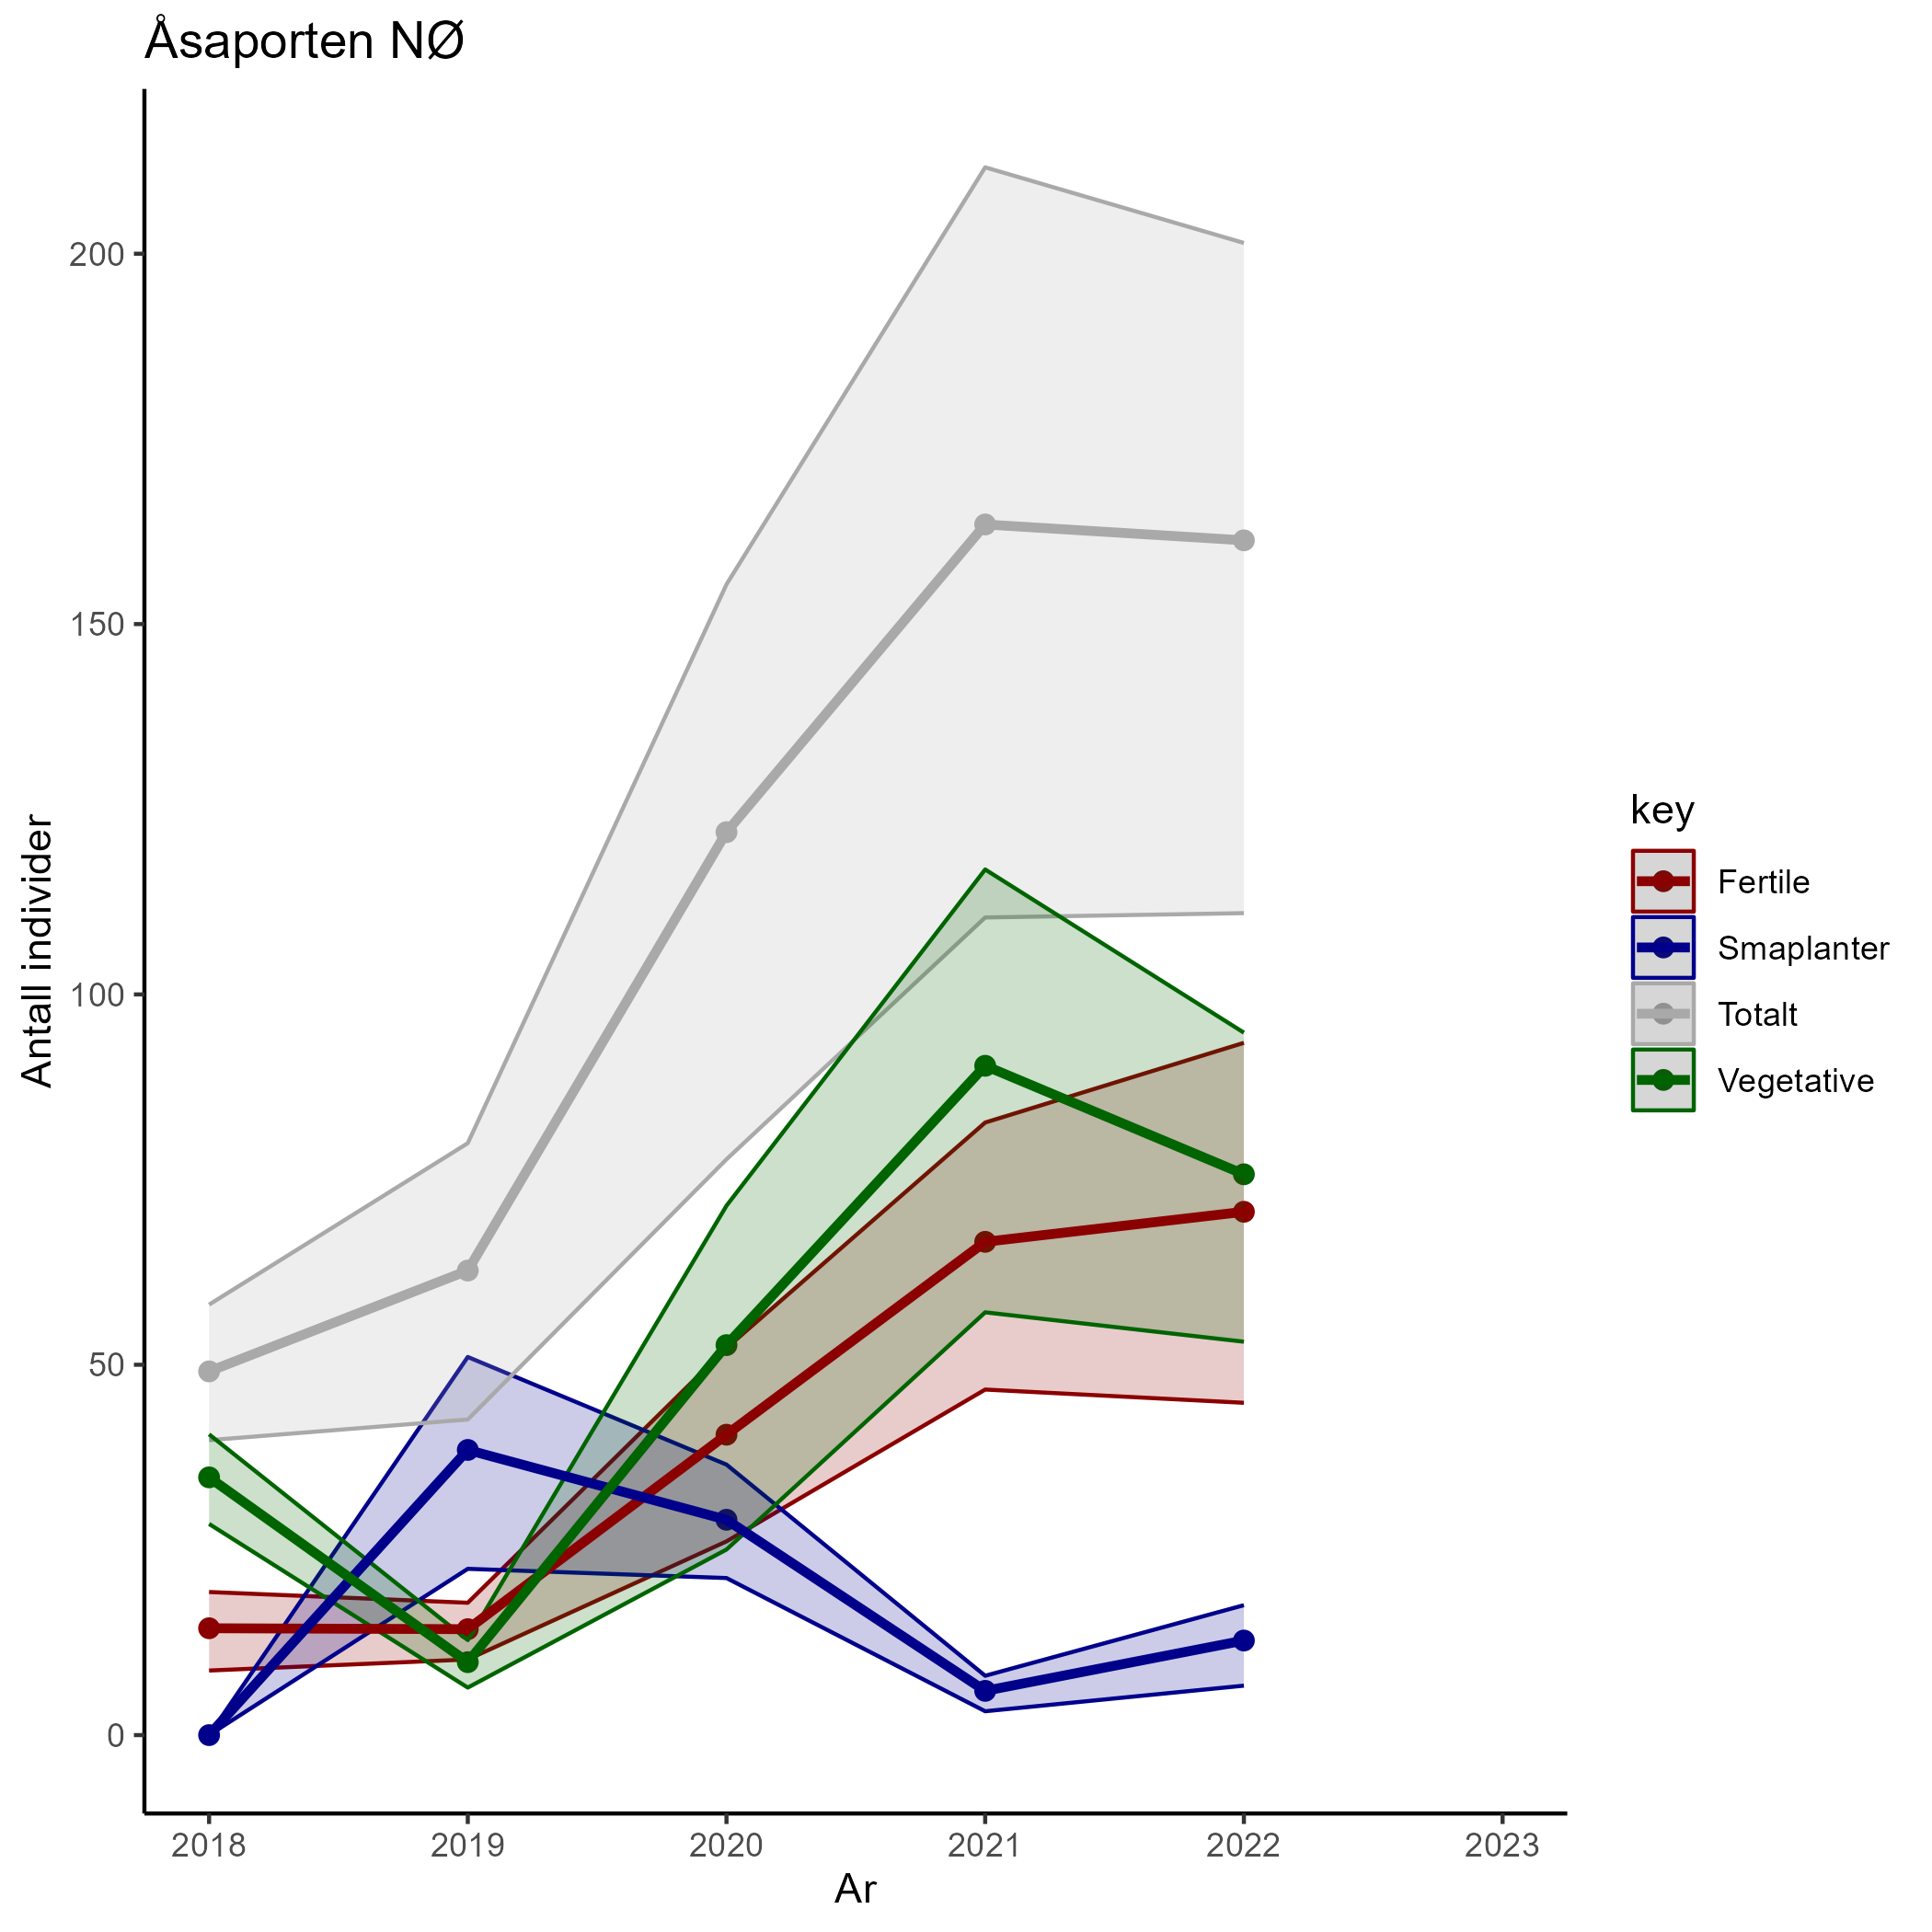 Åsaporten NØ
Antall individer
200
150
100
50
0
2018 2019 2020 2021 2022 2023
Ar
key
Fertile
Smaplanter
Totalt
Vegetative